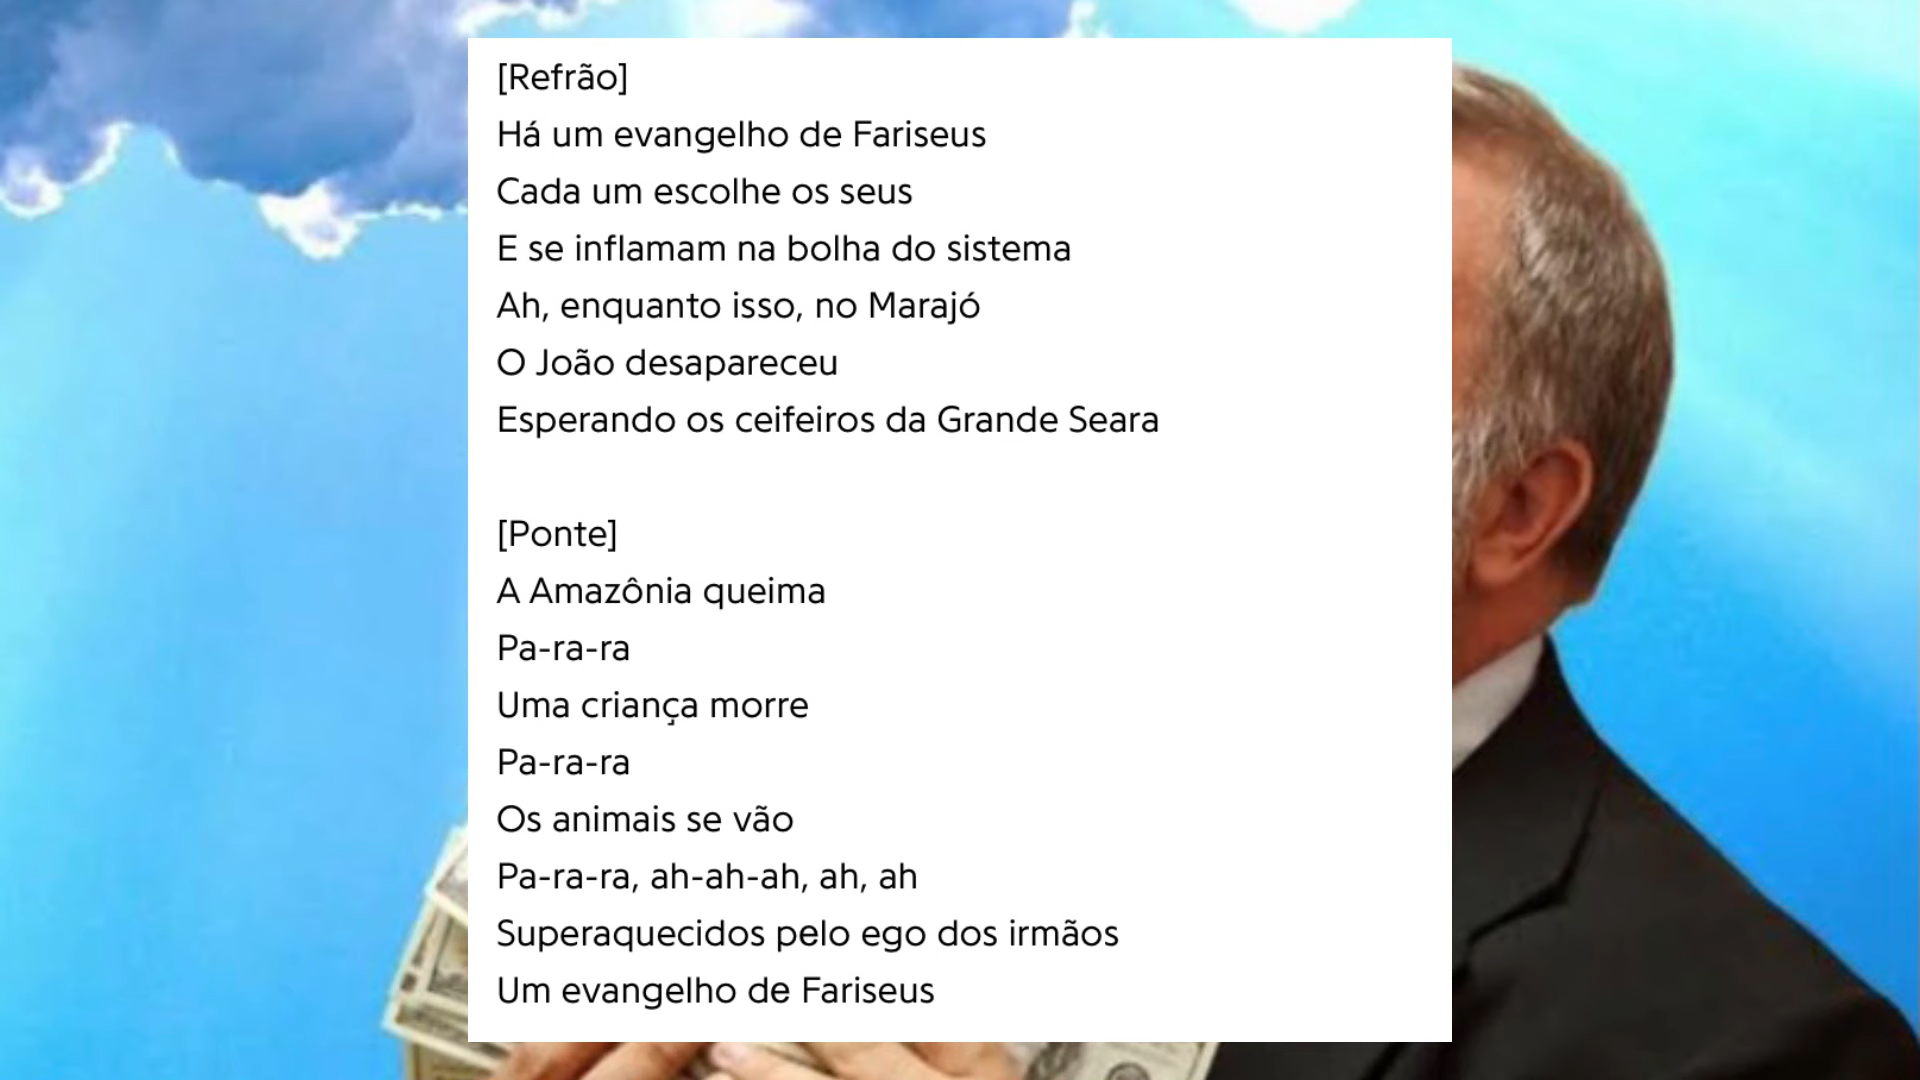 [Refrão]
Há um evangelho de Fariseus
Cada um escolhe os seus
E se inflamam na bolha do sistema
Ah, enquanto isso, no Marajó
O João desapareceu
Esperando os ceifeiros da Grande Seara
[Ponte]
A Amazônia queima
Pa-ra-ra
Uma criança morre
Pa-ra-ra
Os animais se vão
Pa-ra-ra, ah-ah-ah, ah, ah
Superaquecidos pelo ego dos irmãos
Um evangelho de Fariseus